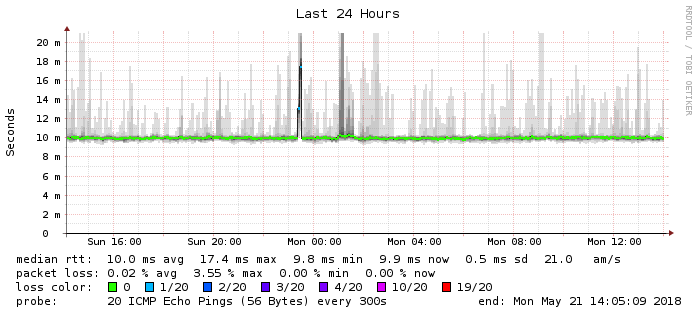 Last 24 Hours
RRDTOOL / TOBI OETIKER
Seconds
20 m
18 m
16 m
14 m
12 m
10 m
8 m
6 m
4 m
2 m
0
Sun 16:00 Sun 20:00 Mon 00:00 Mon 04:00 Mon 08:00 Mon 12:00
median rtt: 10.0 ms avg 17.4 ms max 9.8 ms min 9.9 ms now 0.5 ms sd 21.0 am/s
packet loss: 0.02 % avg 3.55 % max 0.00 % min 0.00 % now
loss color: 0 1/20 2/20 3/20 4/20 10/20 19/20
probe: 20 ICMP Echo Pings (56 Bytes) every 300s end: Mon May 21 14:05:09 2018